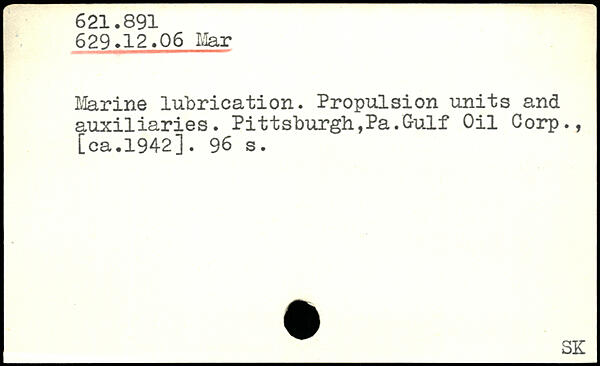 621.891
629.12.06 Mar
Marine lubrication. Propulsion units and
auxiliaries. Pittsburgh,Pa.Gulf Oil Corp.,
[ca.1942]. 96 s.
SK